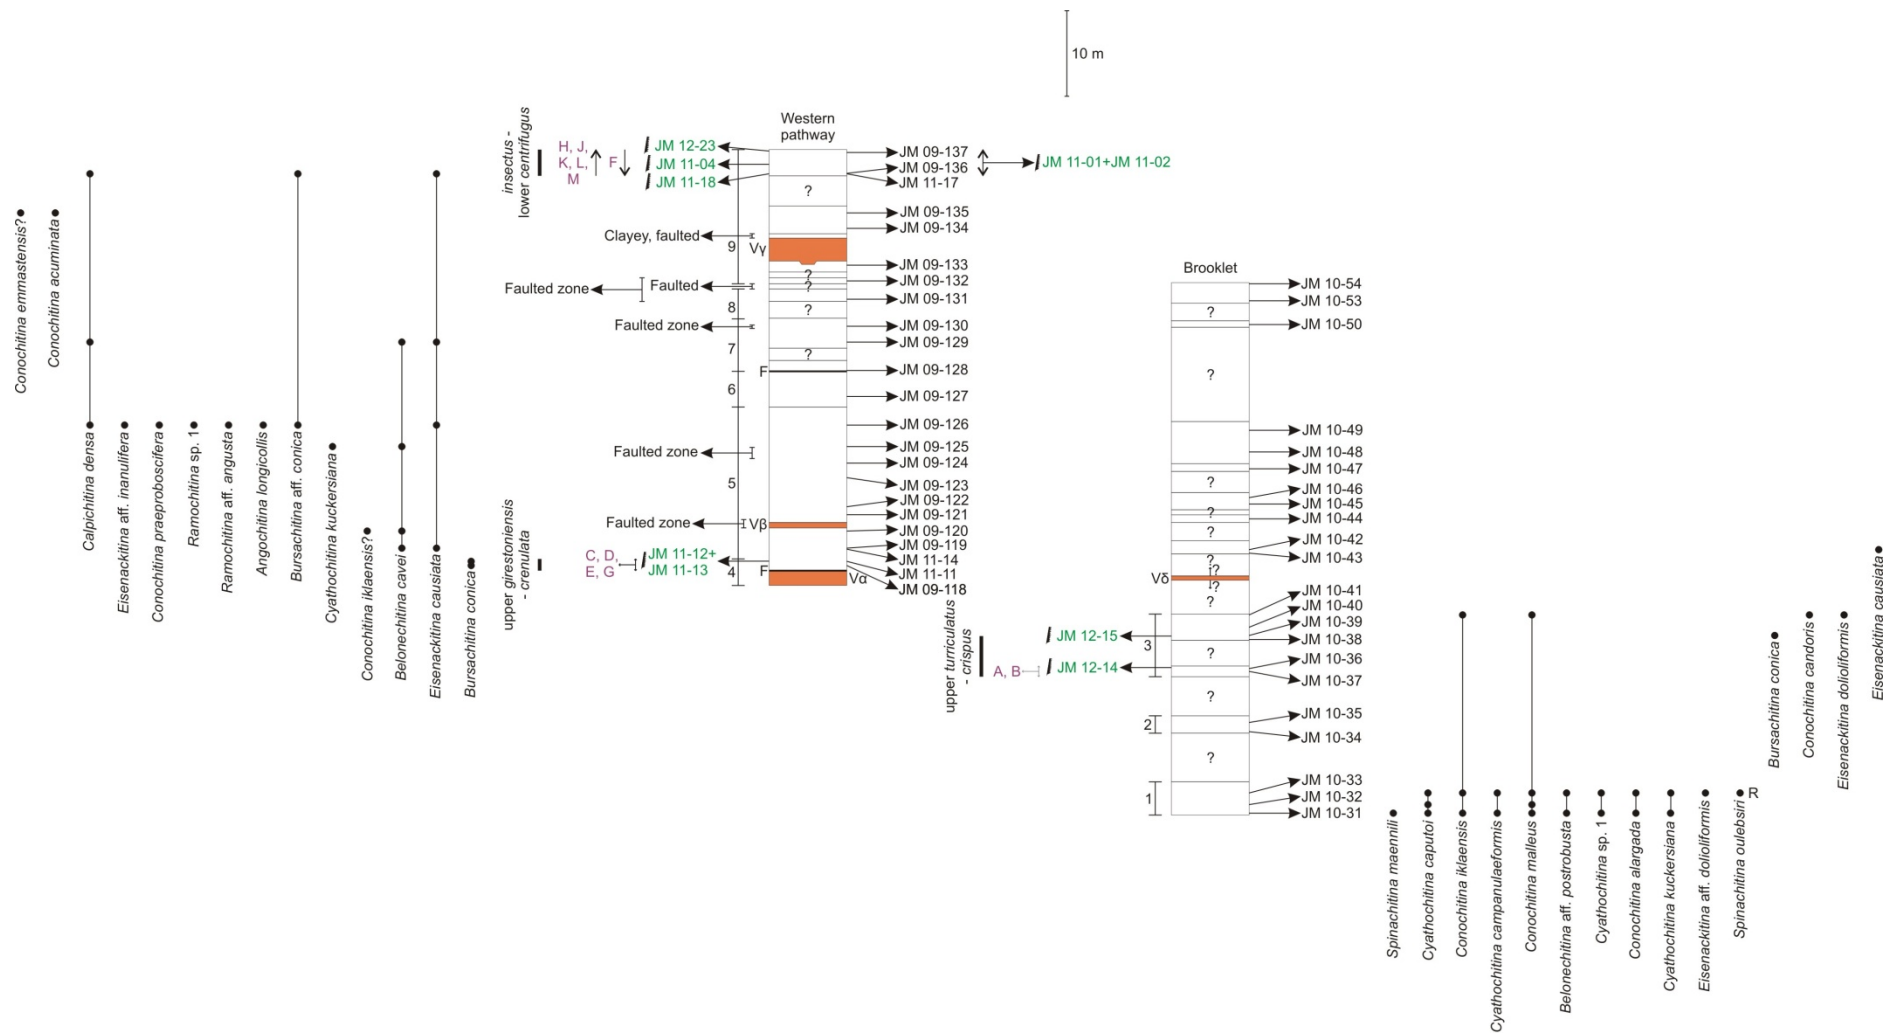 10 m
Western
pathway
insectus -
lower centrifugus
H, J,
K, L,
M
F
JM 12-23
JM 11-04
JM 11-18
JM 09-137
JM 09-136
JM 11-17
JM 11-01+JM 11-02
?
JM 09-135
JM 09-134
Clayey, faulted
9
Vγ
JM 09-133
?
JM 09-132
Faulted zone
Faulted
?
JM 09-131
8
?
Faulted zone
JM 09-130
JM 09-129
7
?
F
JM 09-128
6
JM 09-127
JM 09-126
JM 09-125
Faulted zone
JM 09-124
5
JM 09-123
JM 09-122
JM 09-121
Faulted zone
Vβ
JM 09-120
JM 09-119
JM 11-14
JM 11-11
JM 09-118
upper girestoniensis
- crenulata
C, D,
E, G
JM 11-12+
JM 11-13
4
F
Vα
Conochitina emmastensis?
Conochitina acuminata
Calpichitina densa
Eisenackitina aff. inanulifera
Conochitina praeproboscifera
Ramochitina sp. 1
Ramochitina aff. angusta
Angochitina longicollis
Bursachitina aff. conica
Cyathochitina kuckersiana
Conochitina iklaensis?
Belonechitina cavei
Eisenackitina causiata
Bursachitina conica
Brooklet
JM 10-54
JM 10-53
?
JM 10-50
?
JM 10-49
JM 10-48
JM 10-47
?
JM 10-46
JM 10-45
?
JM 10-44
?
JM 10-42
JM 10-43
?
?
Vδ
?
?
JM 10-41
JM 10-40
JM 10-39
JM 10-38
upper turriculatus
- crispus
JM 12-15
3
?
A, B
JM 12-14
JM 10-36
JM 10-37
?
JM 10-35
2
JM 10-34
?
JM 10-33
1
JM 10-32
JM 10-31
R
Spinachitina maennili
Cyathochitina caputoi
Conochitina iklaensis
Cyathochitina campanulaeformis
Conochitina malleus
Belonechitina aff. postrobusta
Cyathochitina sp. 1
Conochitina alargada
Cyathochitina kuckersiana
Eisenackitina aff. dolioliformis
Spinachitina oulebsiri
Bursachitina conica
Conochitina candoris
Eisenackitina dolioliformis
Eisenackitina causiata